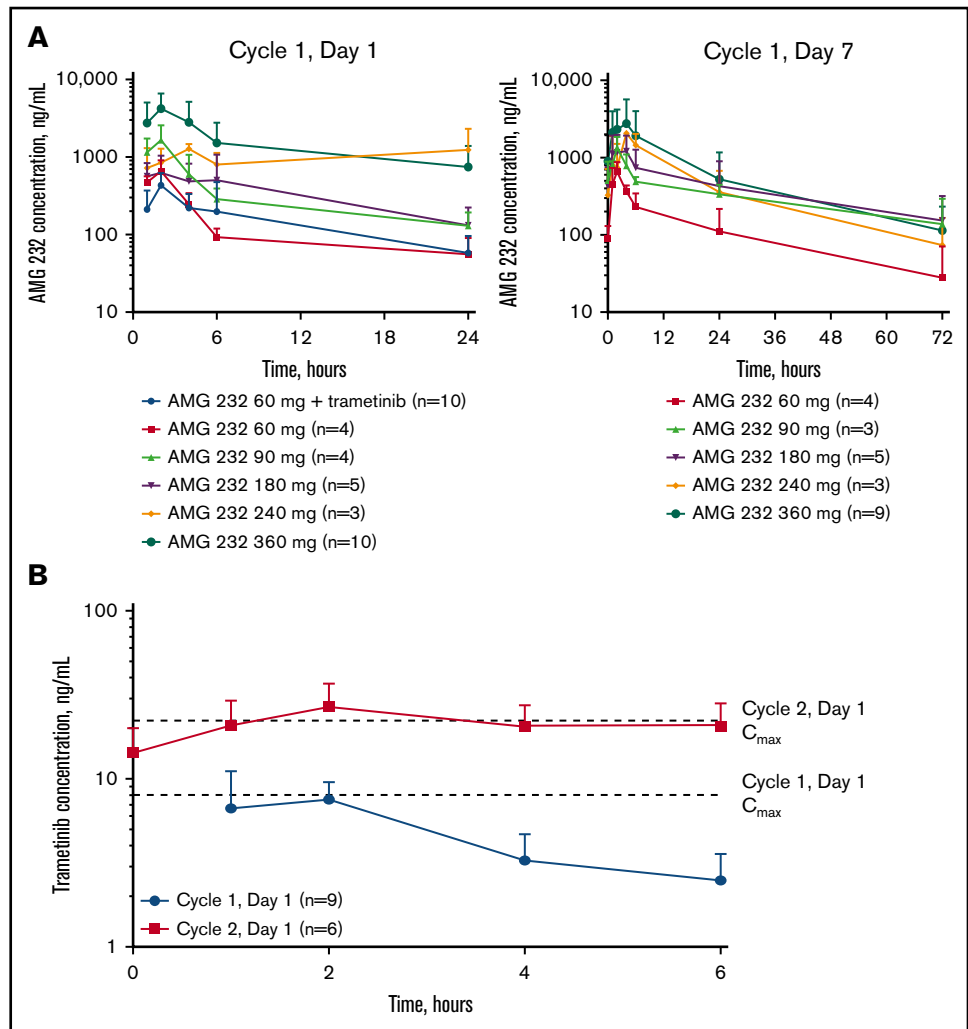 A
Cycle 1, Day 1
AMG 232 concentration, ng/mL
10,000
1000
100
10
0
6
12
18
24
Time, hours
AMG 232 60 mg + trametinib (n=10)
AMG 232 60 mg (n=4)
AMG 232 90 mg (n=4)
AMG 232 180 mg (n=5)
AMG 232 240 mg (n=3)
AMG 232 360 mg (n=10)
Cycle 1, Day 7
AMG 232 concentration, ng/mL
10,000
1000
100
10
0
12
24
36
48
60
72
Time, hours
AMG 232 60 mg (n=4)
AMG 232 90 mg (n=3)
AMG 232 180 mg (n=5)
AMG 232 240 mg (n=3)
AMG 232 360 mg (n=9)
B
Trametinib concentration, ng/mL
100
10
1
0
2
4
6
Time, hours
Cycle 2, Day 1
Cmax
Cycle 1, Day 1
Cmax
Cycle 1, Day 1 (n=9)
Cycle 2, Day 1 (n=6)